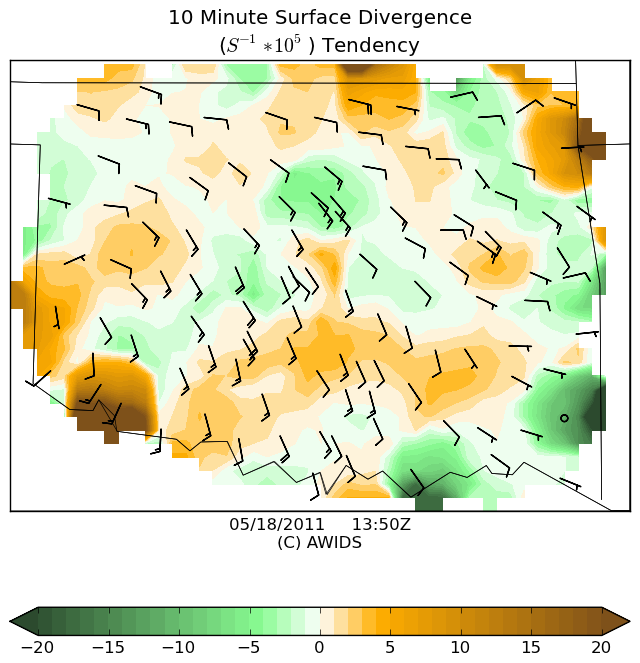 10 Minute Surface Divergence
(S⁻¹ * 10⁵ ) Tendency
05/18/2011 13:50Z
(C) AWIDS
−20 −15 −10 −5 0 5 10 15 20